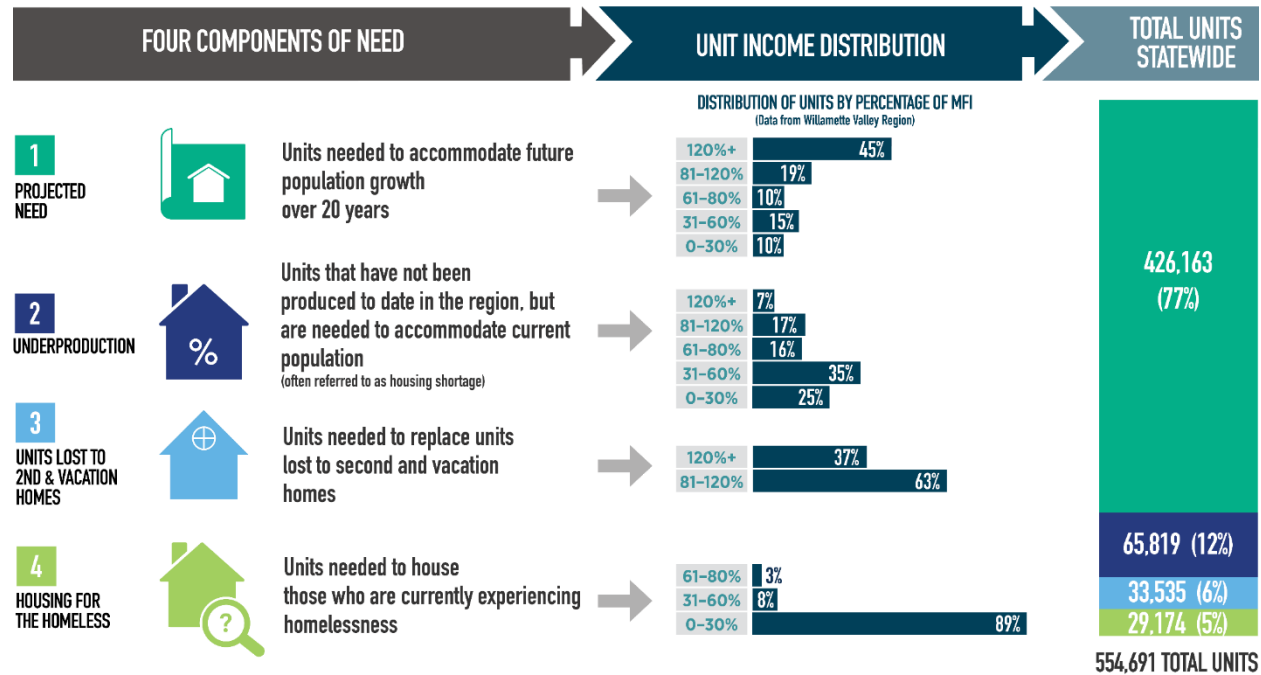 FOUR COMPONENTS OF NEED
UNIT INCOME DISTRIBUTION
TOTAL UNITS
STATEWIDE
DISTRIBUTION OF UNITS BY PERCENTAGE OF MFI
(Data from Willamette Valley Region)
1
PROJECTED
NEED
Units needed to accommodate future
population growth
over 20 years
120%+ 45%
81–120% 19%
61–80% 10%
31–60% 15%
0–30% 10%
2
UNDERPRODUCTION
%
Units that have not been
produced to date in the region, but
are needed to accommodate current
population
(often referred to as housing shortage)
120%+ 7%
81–120% 17%
61–80% 16%
31–60% 35%
0–30% 25%
3
UNITS LOST TO
2ND & VACATION
HOMES
Units needed to replace units
lost to second and vacation
homes
120%+ 37%
81–120% 63%
4
HOUSING FOR
THE HOMELESS
?
Units needed to house
those who are currently experiencing
homelessness
61–80% 3%
31–60% 8%
0–30% 89%
426,163
(77%)
65,819 (12%)
33,535 (6%)
29,174 (5%)
554,691 TOTAL UNITS